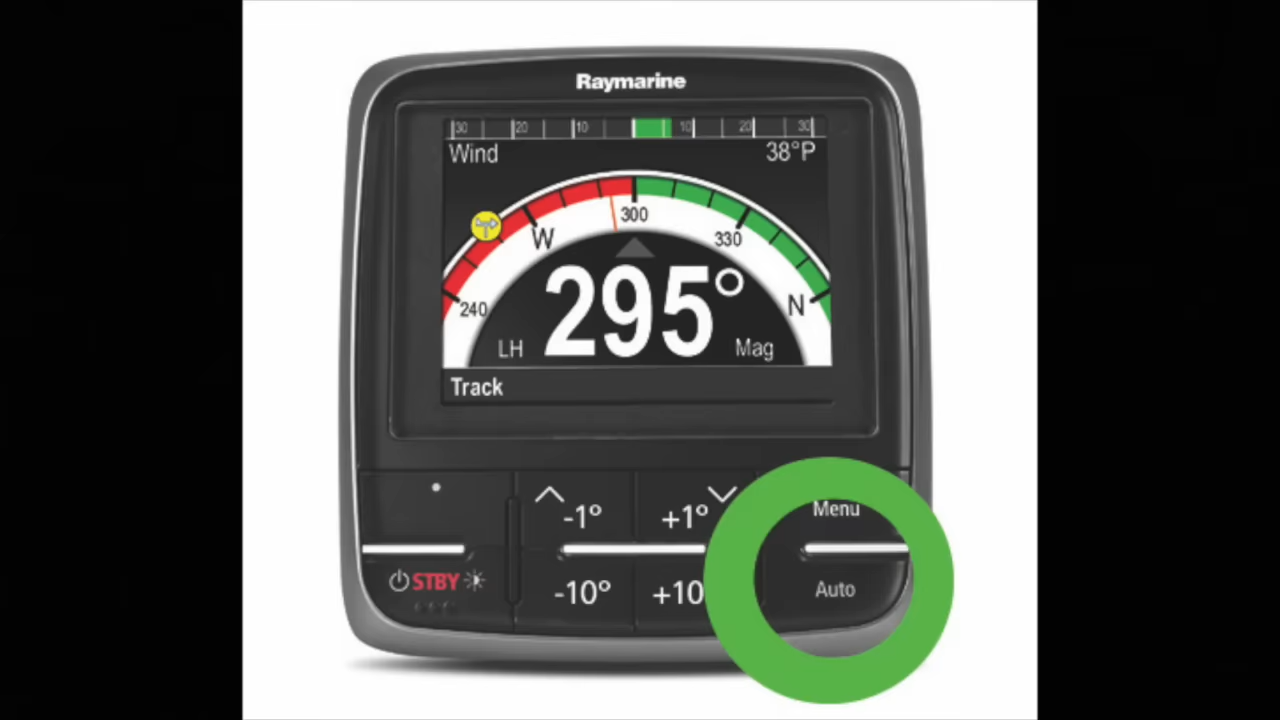 Raymarine
30 20 10 10 20 30
Wind 38°P
240 W 300 330 N
295°
LH Mag
Track
-1° +1° Menu
STBY -10° +10 Auto